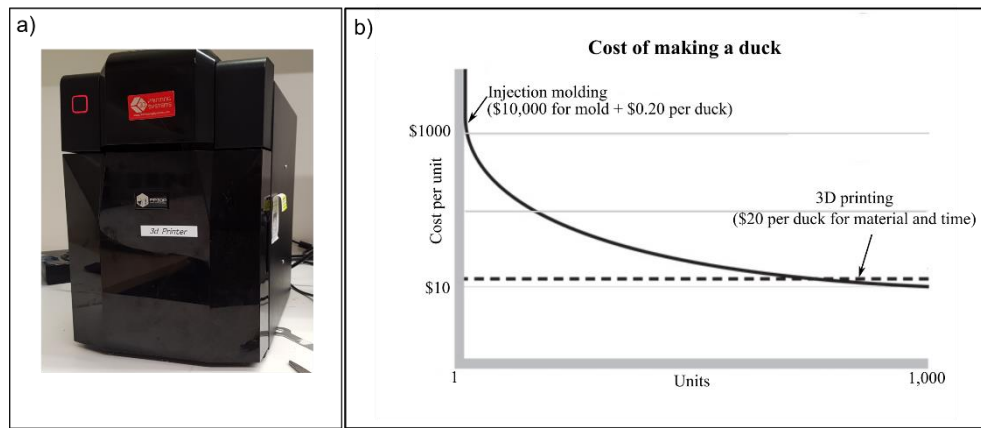 a)
3d Printer
b)
Cost of making a duck
Injection molding
($10,000 for mold + $0.20 per duck)
$1000
Cost per unit
3D printing
($20 per duck for material and time)
$10
1
Units
1,000